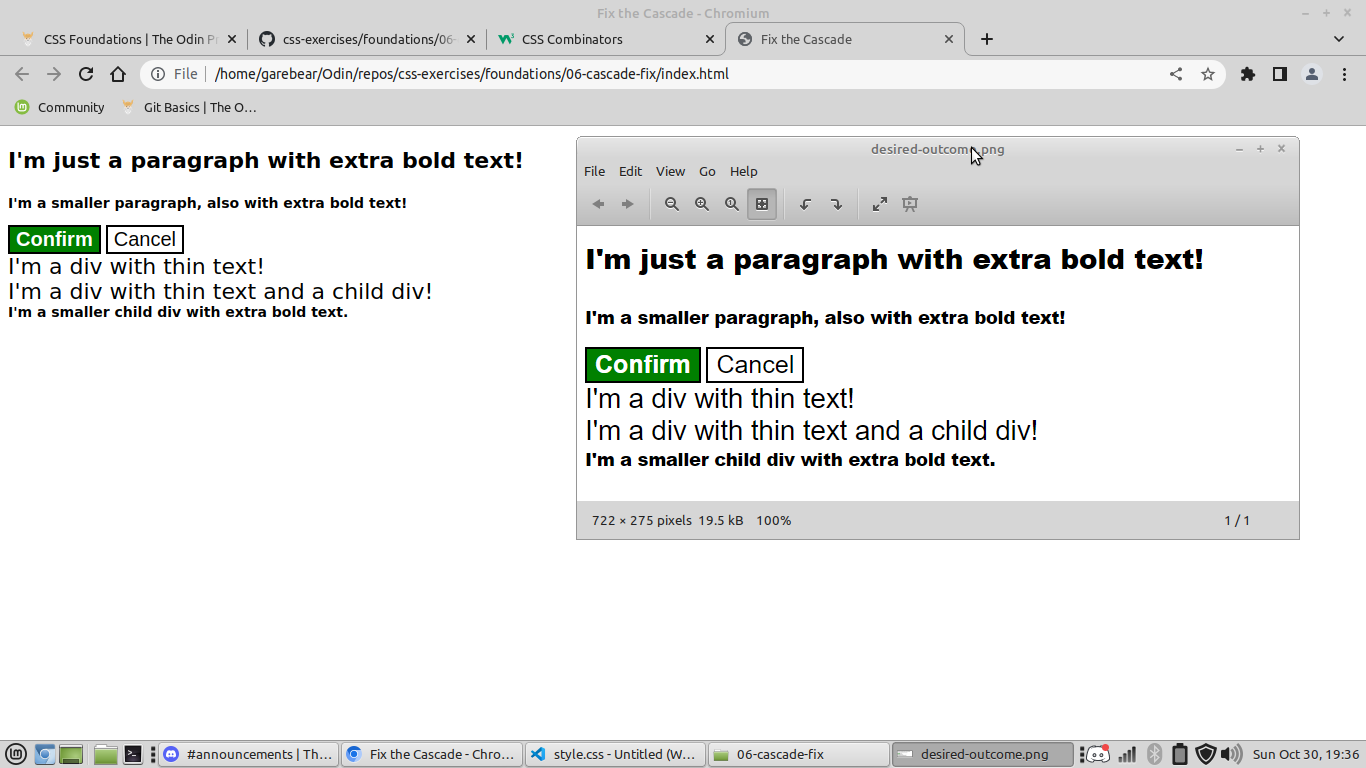 Fix the Cascade - Chromium
CSS Foundations | The Odin Pr
css-exercises/foundations/06-
CSS Combinators
Fix the Cascade
File
/home/garebear/Odin/repos/css-exercises/foundations/06-cascade-fix/index.html
Community
Git Basics | The O…
I'm just a paragraph with extra bold text!
I'm a smaller paragraph, also with extra bold text!
Confirm
Cancel
I'm a div with thin text!
I'm a div with thin text and a child div!
I'm a smaller child div with extra bold text.
desired-outcome.png
File Edit View Go Help
I'm just a paragraph with extra bold text!
I'm a smaller paragraph, also with extra bold text!
Confirm
Cancel
I'm a div with thin text!
I'm a div with thin text and a child div!
I'm a smaller child div with extra bold text.
722 × 275 pixels 19.5 kB 100%
1 / 1
#announcements | Th…
Fix the Cascade - Chro…
style.css - Untitled (W…
06-cascade-fix
desired-outcome.png
Sun Oct 30, 19:36